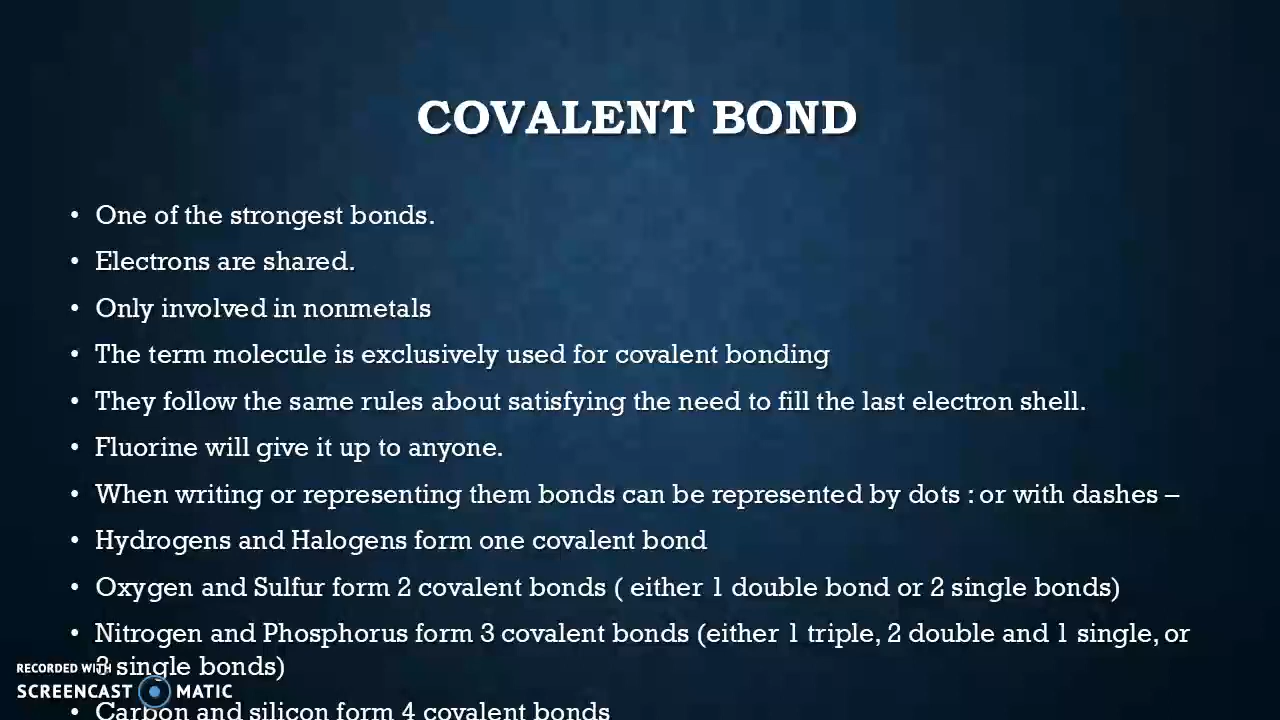 COVALENT BOND
• One of the strongest bonds.
• Electrons are shared.
• Only involved in nonmetals
• The term molecule is exclusively used for covalent bonding
• They follow the same rules about satisfying the need to fill the last electron shell.
• Fluorine will give it up to anyone.
• When writing or representing them bonds can be represented by dots : or with dashes –
• Hydrogens and Halogens form one covalent bond
• Oxygen and Sulfur form 2 covalent bonds ( either 1 double bond or 2 single bonds)
• Nitrogen and Phosphorus form 3 covalent bonds (either 1 triple, 2 double and 1 single, or
3 single bonds)
RECORDED WITH
SCREENCAST MATIC
• Carbon and silicon form 4 covalent bonds